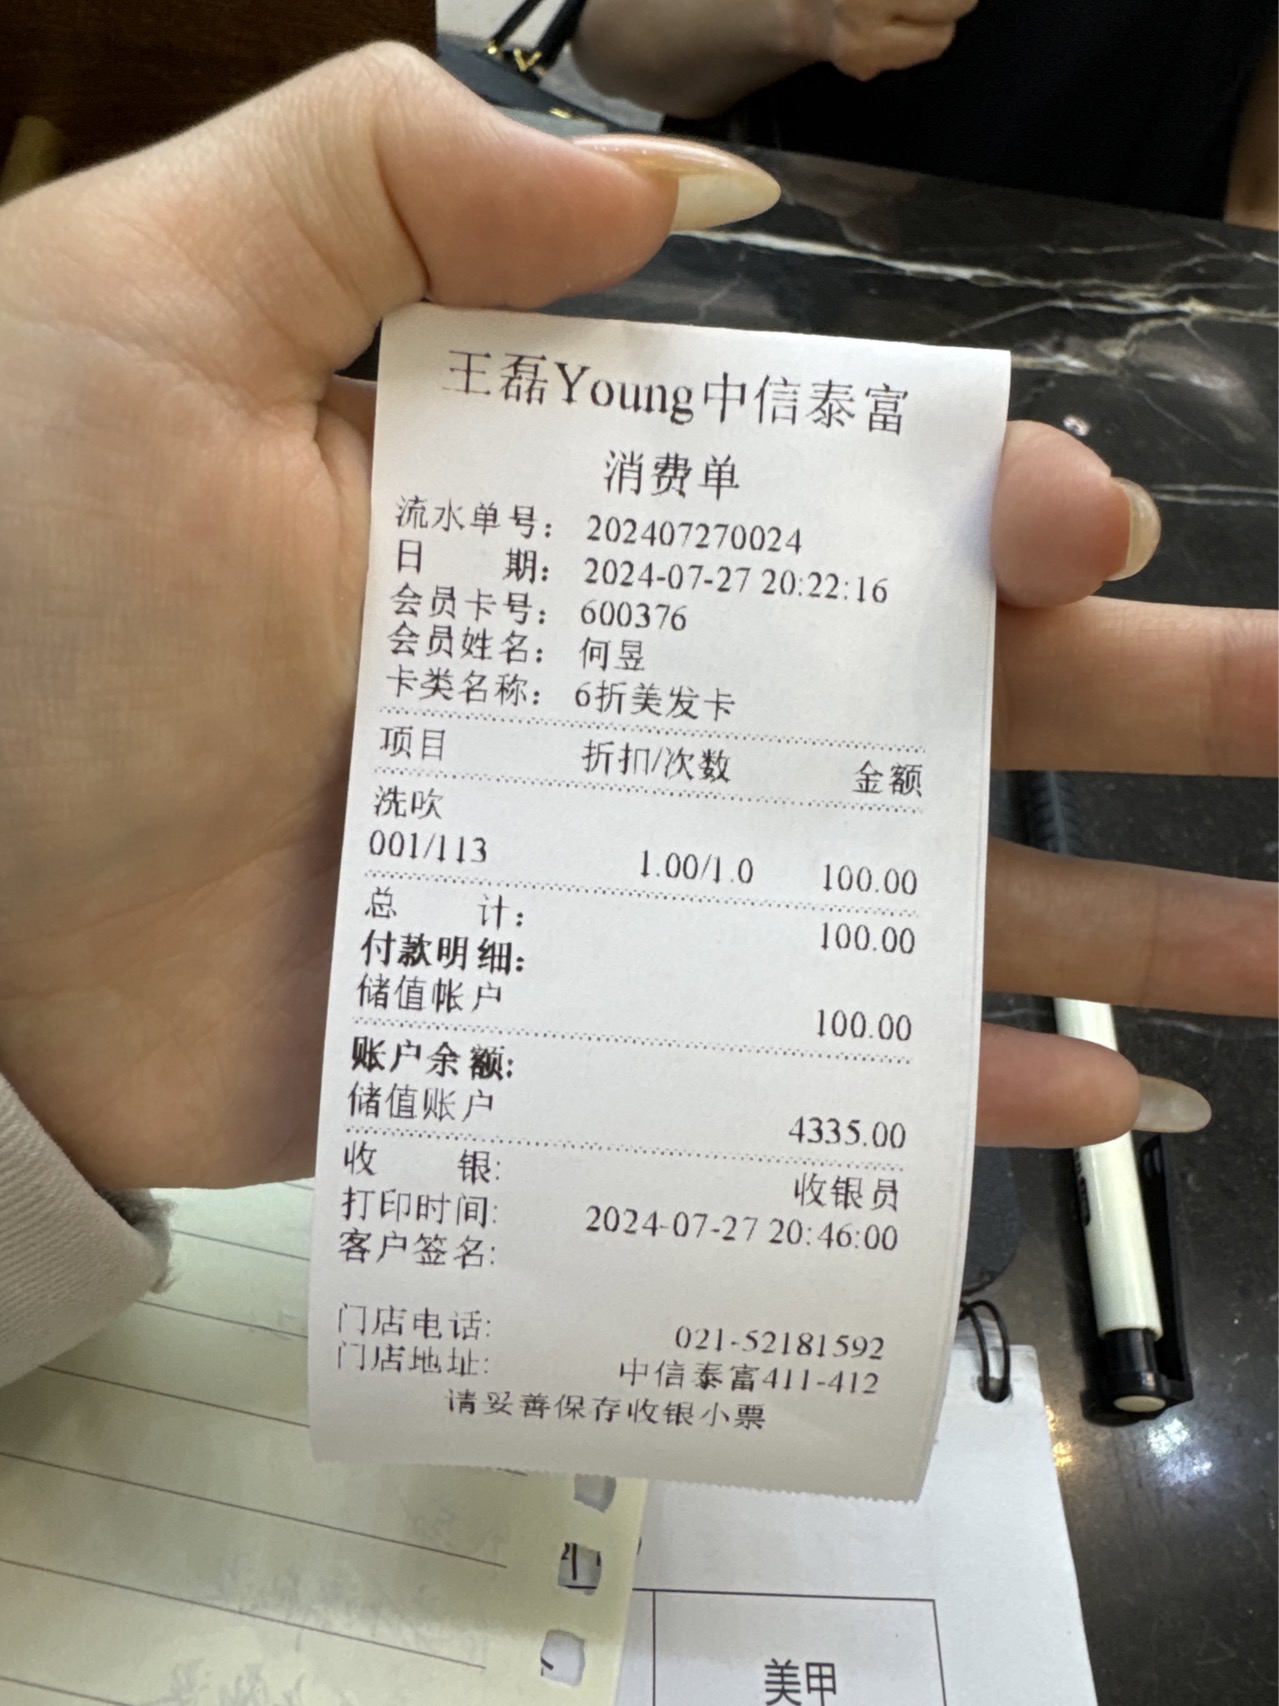 王磊Young中信泰富
消费单
流水单号： 202407270024
日 期： 2024-07-27 20:22:16
会员卡号： 600376
会员姓名： 何昱
卡类名称： 6折美发卡
项目 折扣/次数 金额
洗吹
001/113 1.00/1.0 100.00
总 计： 100.00
付款明细：
储值帐户 100.00
账户余额:
储值账户 4335.00
收 银: 收银员
打印时间: 2024-07-27 20:46:00
客户签名:
门店电话: 021-52181592
门店地址: 中信泰富411-412
请妥善保存收银小票
美甲